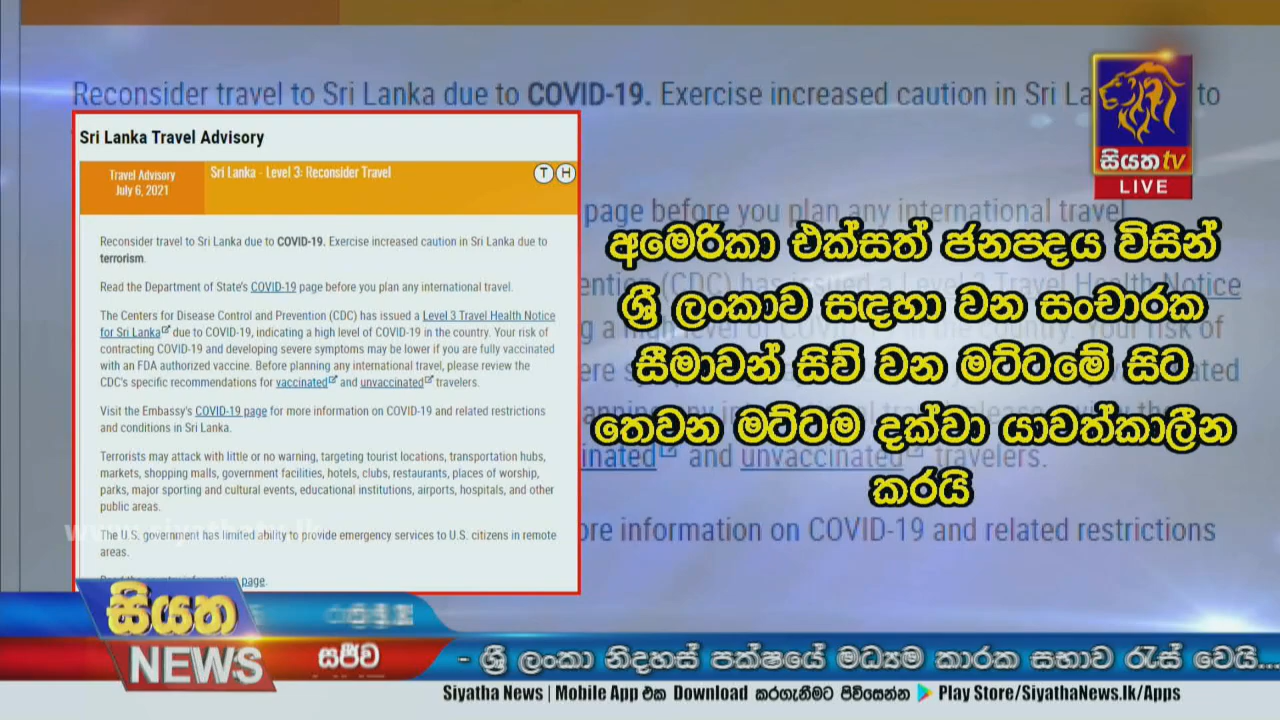 Reconsider travel to Sri Lanka due to COVID-19. Exercise increased caution in Sri La to
සියත tv
LIVE
Sri Lanka Travel Advisory
Travel Advisory
July 6, 2021
Sri Lanka - Level 3: Reconsider Travel
T H
Reconsider travel to Sri Lanka due to COVID-19. Exercise increased caution in Sri Lanka due to
terrorism.
Read the Department of State's COVID-19 page before you plan any international travel.
The Centers for Disease Control and Prevention (CDC) has issued a Level 3 Travel Health Notice
for Sri Lanka due to COVID-19, indicating a high level of COVID-19 in the country. Your risk of
contracting COVID-19 and developing severe symptoms may be lower if you are fully vaccinated
with an FDA authorized vaccine. Before planning any international travel, please review the
CDC's specific recommendations for vaccinated and unvaccinated travelers.
Visit the Embassy's COVID-19 page for more information on COVID-19 and related restrictions
and conditions in Sri Lanka.
Terrorists may attack with little or no warning, targeting tourist locations, transportation hubs,
markets, shopping malls, government facilities, hotels, clubs, restaurants, places of worship,
parks, major sporting and cultural events, educational institutions, airports, hospitals, and other
public areas.
The U.S. government has limited ability to provide emergency services to U.S. citizens in remote
areas.
page.
page before you plan any international travel
අමෙරිකා එක්සත් ජනපදය විසින්
ශ්‍රී ලංකාව සඳහා වන සංචාරක
සීමාවන් සිව් වන මට්ටමේ සිට
තෙවන මට්ටම දක්වා යාවත්කාලීන
කරයි
and unvaccinated travelers.
re information on COVID-19 and related restrictions
සියත
NEWS
සජීව
- ශ්‍රී ලංකා නිදහස් පක්ෂයේ මධ්‍යම කාරක සභාව රැස් වෙයි...
Siyatha News | Mobile App එක Download කරගැනීමට පිවිසෙන්න Play Store/SiyathaNews.lk/Apps